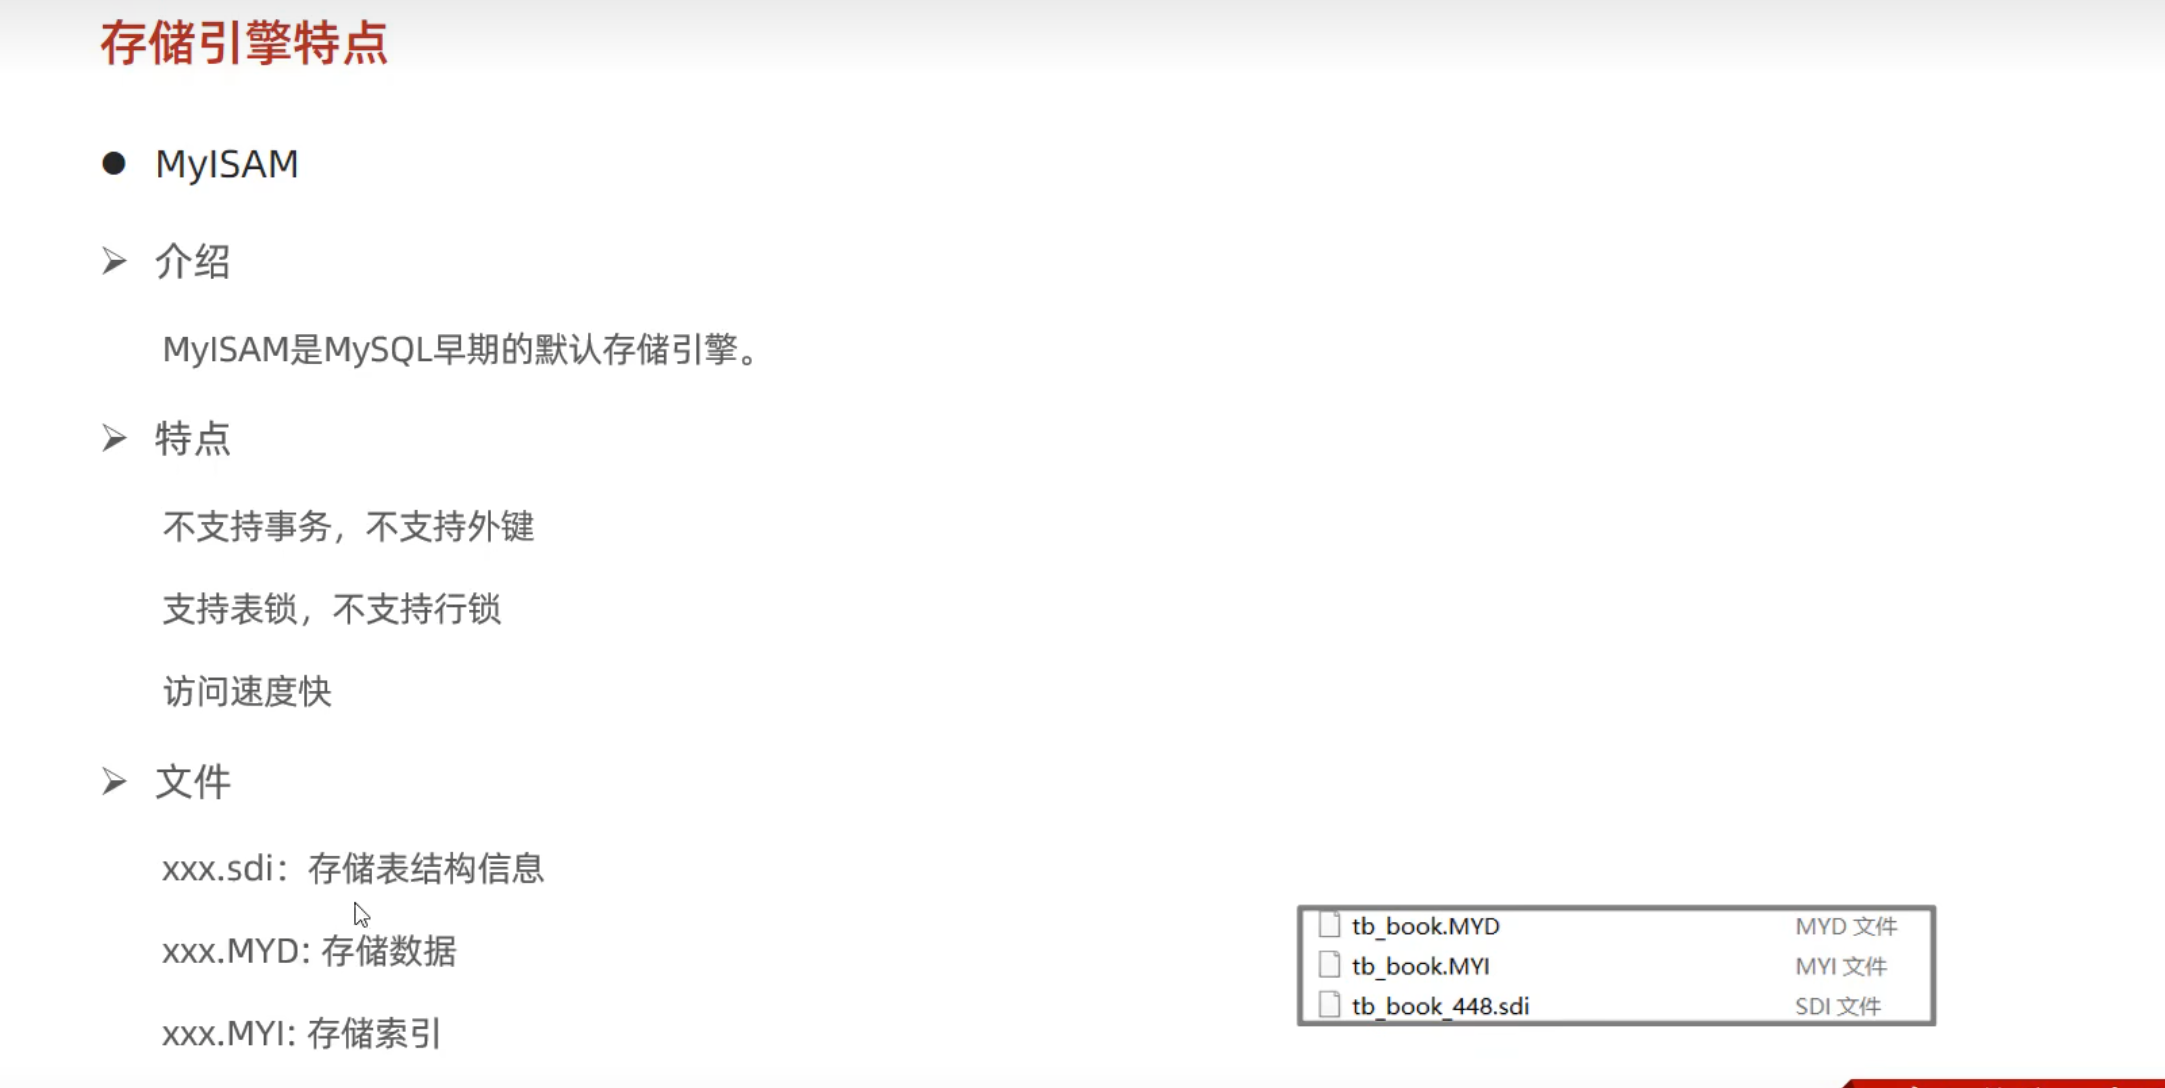 存储引擎特点
MyISAM
介绍
MyISAM是MySQL早期的默认存储引擎。
特点
不支持事务，不支持外键
支持表锁，不支持行锁
访问速度快
文件
xxx.sdi：存储表结构信息
xxx.MYD: 存储数据
xxx.MYI: 存储索引
tb_book.MYD MYD 文件
tb_book.MYI MYI 文件
tb_book_448.sdi SDI 文件